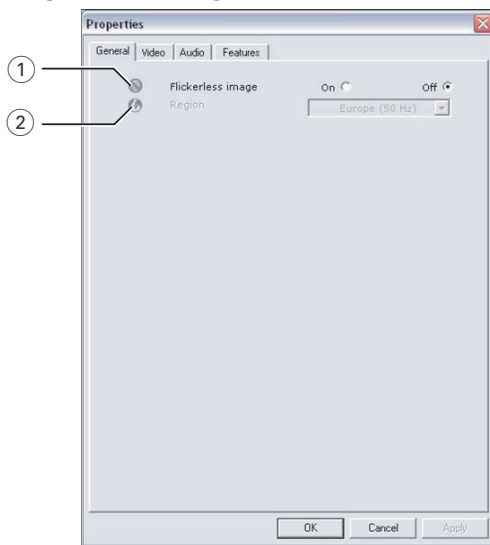 Properties
General Video Audio Features
1 Flickerless image On Off
2 Region Europe (50 Hz)
OK Cancel Apply